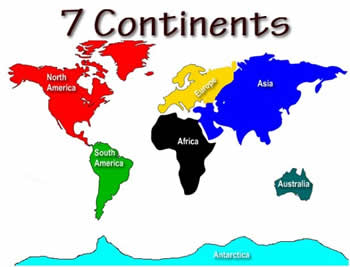 7 Continents
North
America
Europe
Asia
Africa
South
America
Australia
Antarctica